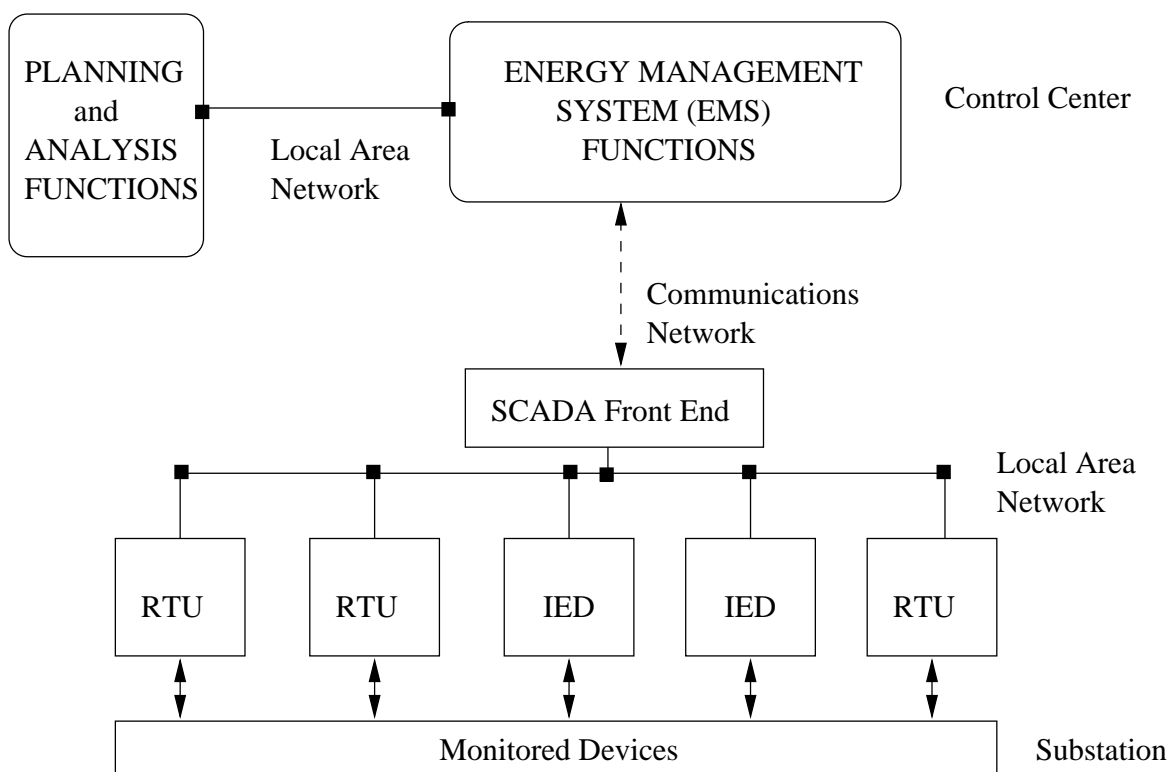 PLANNING
and
ANALYSIS
FUNCTIONS
Local Area
Network
ENERGY MANAGEMENT
SYSTEM (EMS)
FUNCTIONS
Control Center
Communications
Network
SCADA Front End
Local Area
Network
RTU
RTU
IED
IED
RTU
Monitored Devices
Substation